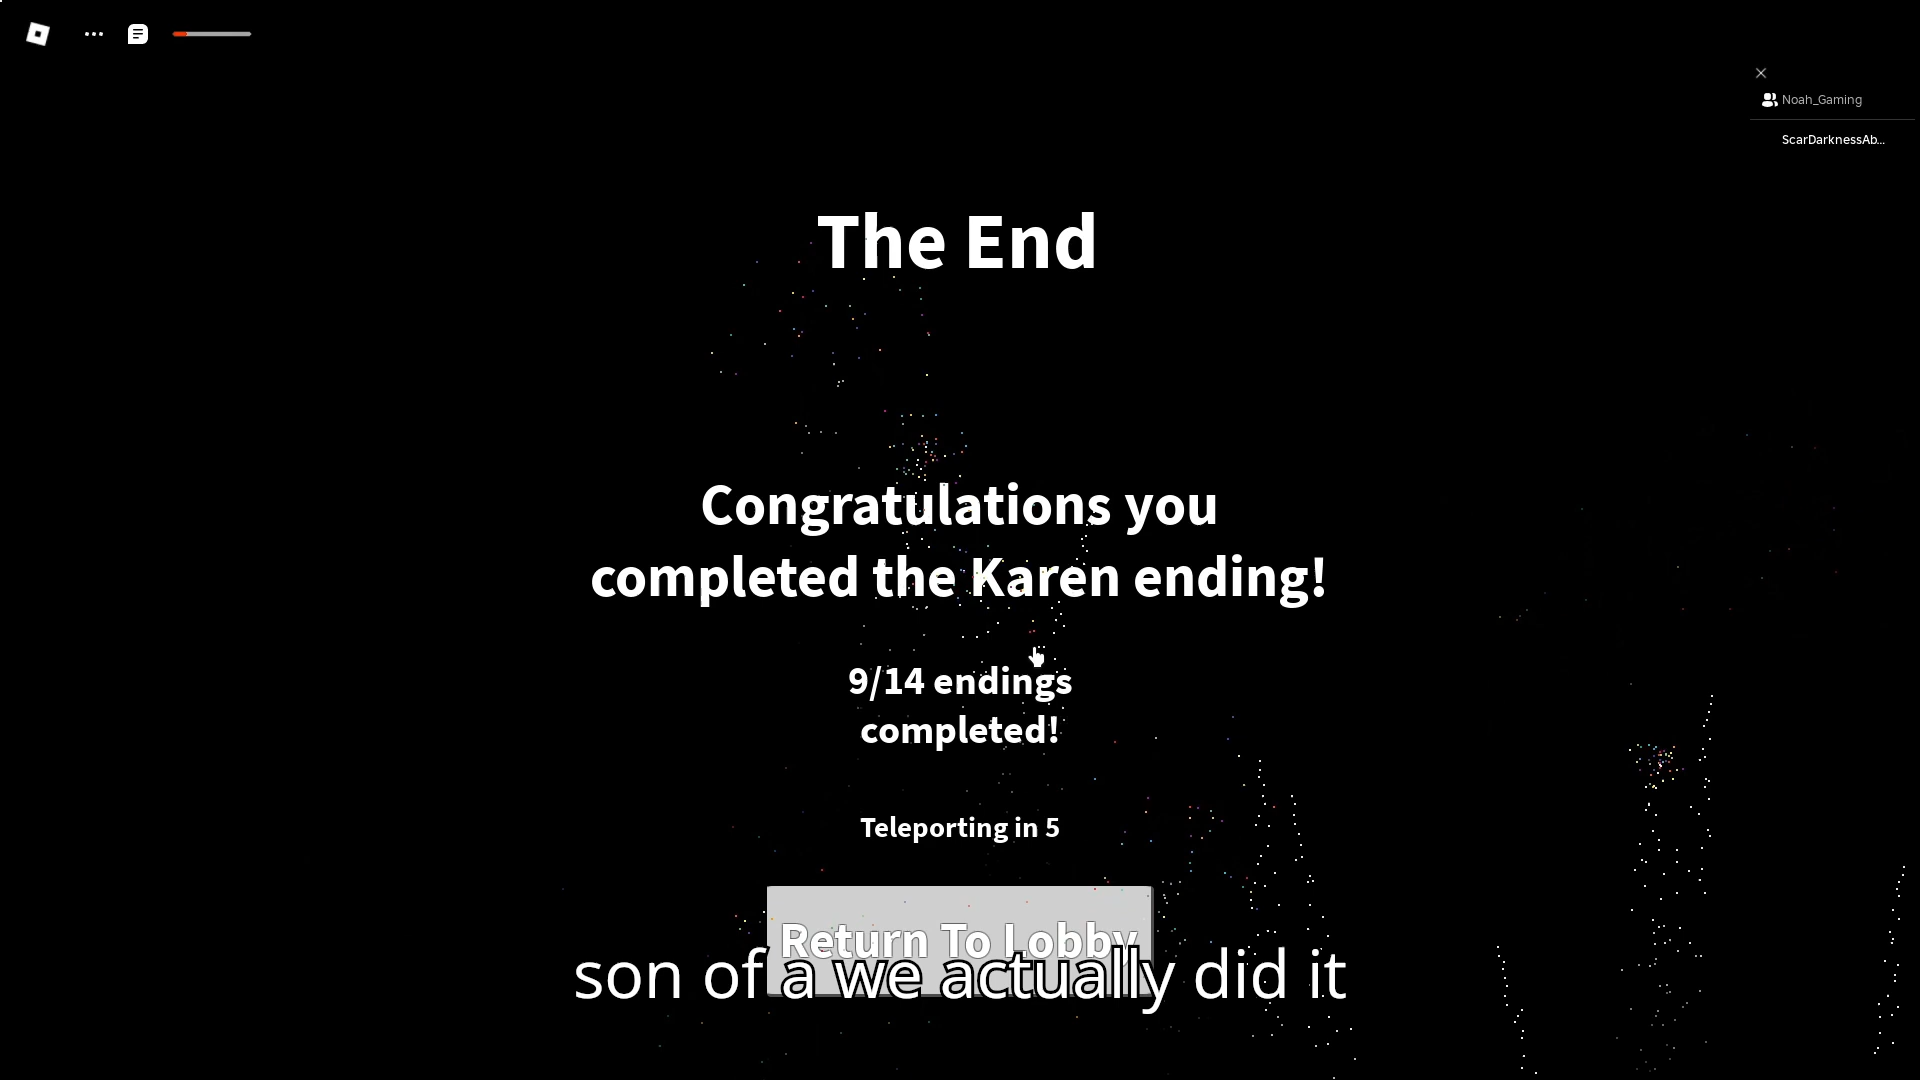 Noah_Gaming
ScarDarknessAb...
The End
Congratulations you
completed the Karen ending!
9/14 endings
completed!
Teleporting in 5
Return To Lobby
son of a we actually did it